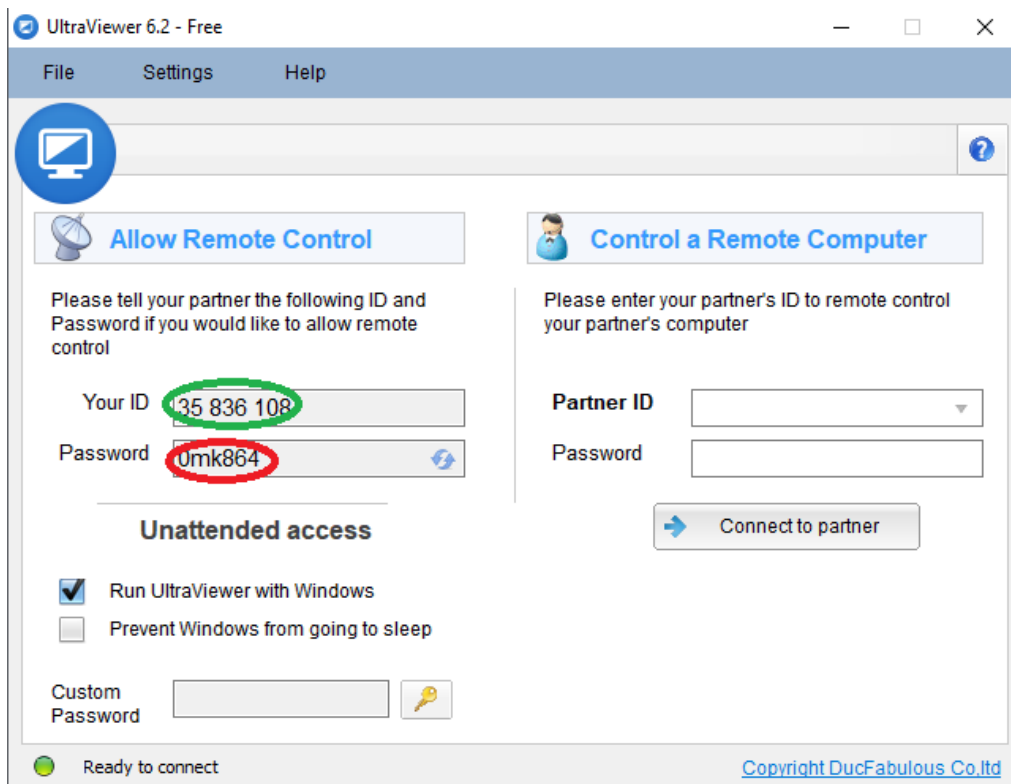 UltraViewer 6.2 - Free
File Settings Help
Allow Remote Control
Please tell your partner the following ID and
Password if you would like to allow remote
control
Your ID 35 836 108
Password 0mk864
Unattended access
Run UltraViewer with Windows
Prevent Windows from going to sleep
Custom
Password
Control a Remote Computer
Please enter your partner's ID to remote control
your partner's computer
Partner ID
Password
Connect to partner
Ready to connect
Copyright DucFabulous Co,ltd